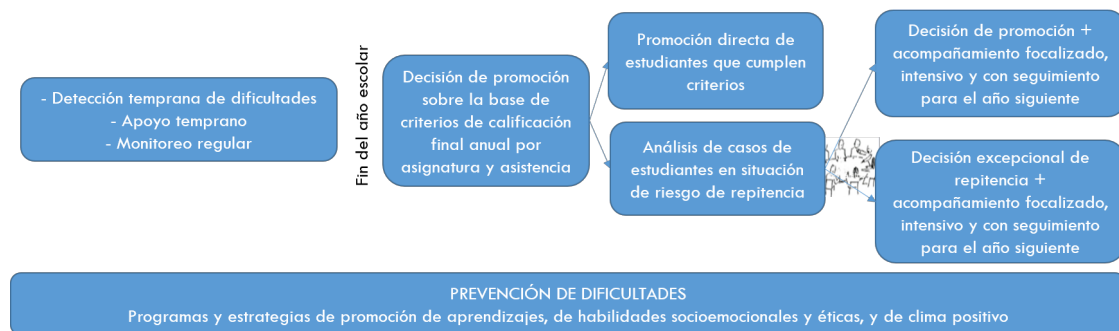 - Detección temprana de dificultades
- Apoyo temprano
- Monitoreo regular
Fin del año escolar
Decisión de promoción
sobre la base de
criterios de calificación
final anual por
asignatura y asistencia
Promoción directa de
estudiantes que cumplen
criterios
Análisis de casos de
estudiantes en situación
de riesgo de repitencia
Decisión de promoción +
acompañamiento focalizado,
intensivo y con seguimiento
para el año siguiente
Decisión excepcional de
repitencia +
acompañamiento focalizado,
intensivo y con seguimiento
para el año siguiente
PREVENCIÓN DE DIFICULTADES
Programas y estrategias de promoción de aprendizajes, de habilidades socioemocionales y éticas, y de clima positivo